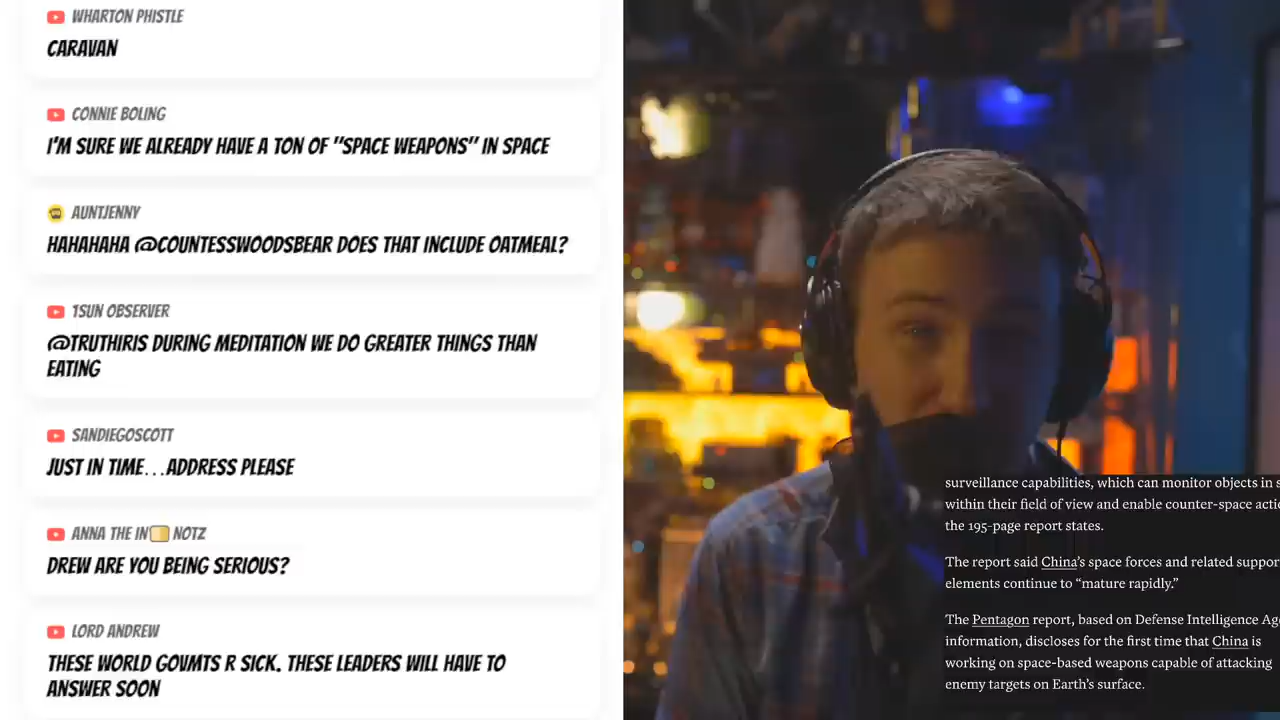 WHARTON PHISTLE
CARAVAN
CONNIE BOLING
I'M SURE WE ALREADY HAVE A TON OF "SPACE WEAPONS" IN SPACE
AUNTJENNY
HAHAHAHA @COUNTESSWOODSBEAR DOES THAT INCLUDE OATMEAL?
1SUN OBSERVER
@TRUTHIRIS DURING MEDITATION WE DO GREATER THINGS THAN
EATING
SANDIEGOSCOTT
JUST IN TIME...ADDRESS PLEASE
ANNA THE IN NOTZ
DREW ARE YOU BEING SERIOUS?
LORD ANDREW
THESE WORLD GOVMTS R SICK. THESE LEADERS WILL HAVE TO
ANSWER SOON
surveillance capabilities, which can monitor objects in
within their field of view and enable counter-space
the 195-page report states.
The report said China's space forces and related
elements continue to “mature rapidly.”
The Pentagon report, based on Defense Intelligence
information, discloses for the first time that China is
working on space-based weapons capable of attacking
enemy targets on Earth's surface.